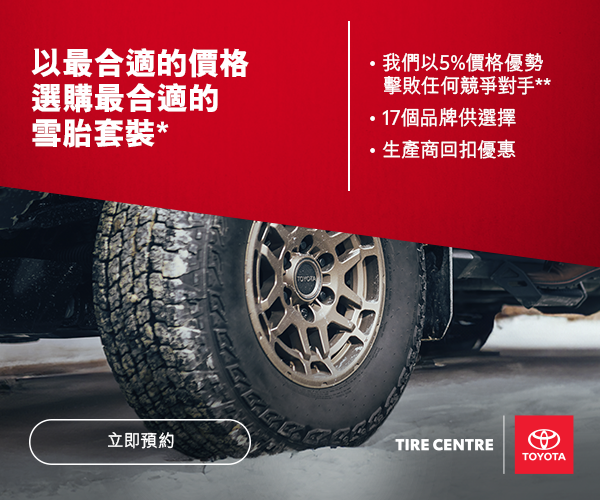 以最合適的價格
選購最合適的
雪胎套裝*
• 我們以5%價格優勢
擊敗任何競爭對手**
• 17個品牌供選擇
• 生產商回扣優惠
TOYOTA
立即預約
TIRE CENTRE
TOYOTA